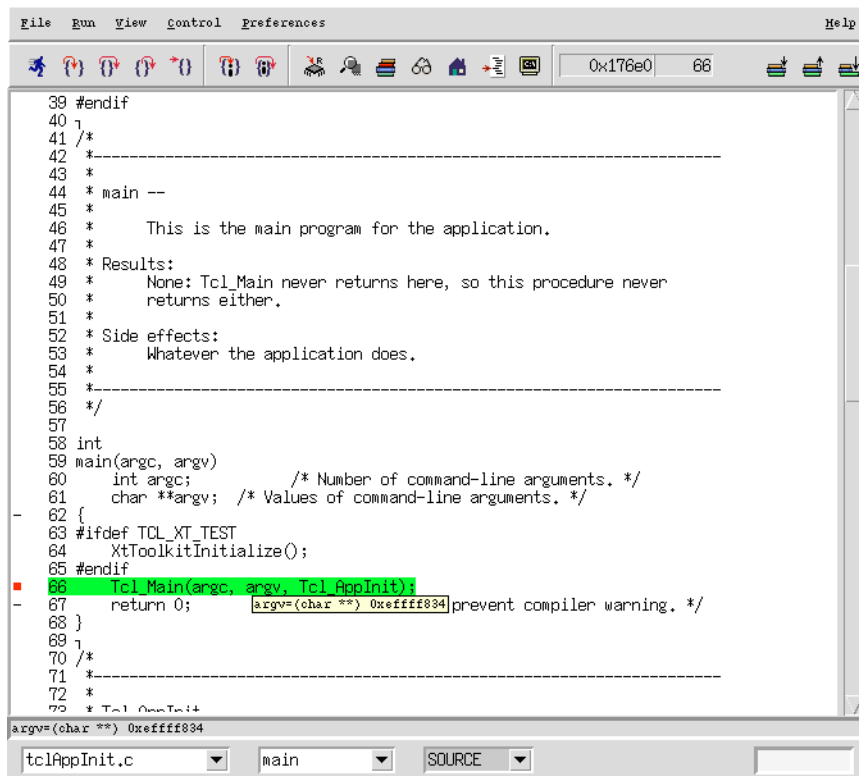 File Run View Control Preferences Help
0x176e0 66
39 #endif
40
41 /*
42  *----------------------------------------------------------------------
43  *
44  * main --
45  *
46  *      This is the main program for the application.
47  *
48  * Results:
49  *      None: Tcl_Main never returns here, so this procedure never
50  *      returns either.
51  *
52  * Side effects:
53  *      Whatever the application does.
54  *
55  *----------------------------------------------------------------------
56  */
57
58 int
59 main(argc, argv)
60     int argc;           /* Number of command-line arguments. */
61     char **argv;  /* Values of command-line arguments. */
62 {
63 #ifdef TCL_XT_TEST
64     XtToolkitInitialize();
65 #endif
66     Tcl_Main(argc, argv, Tcl_AppInit);
67     return 0; argv=(char **) 0xeffff834 prevent compiler warning. */
68 }
69
70 /*
71  *----------------------------------------------------------------------
72  *
73  * Tcl_AppInit
argv=(char **) 0xeffff834
tclAppInit.c main SOURCE